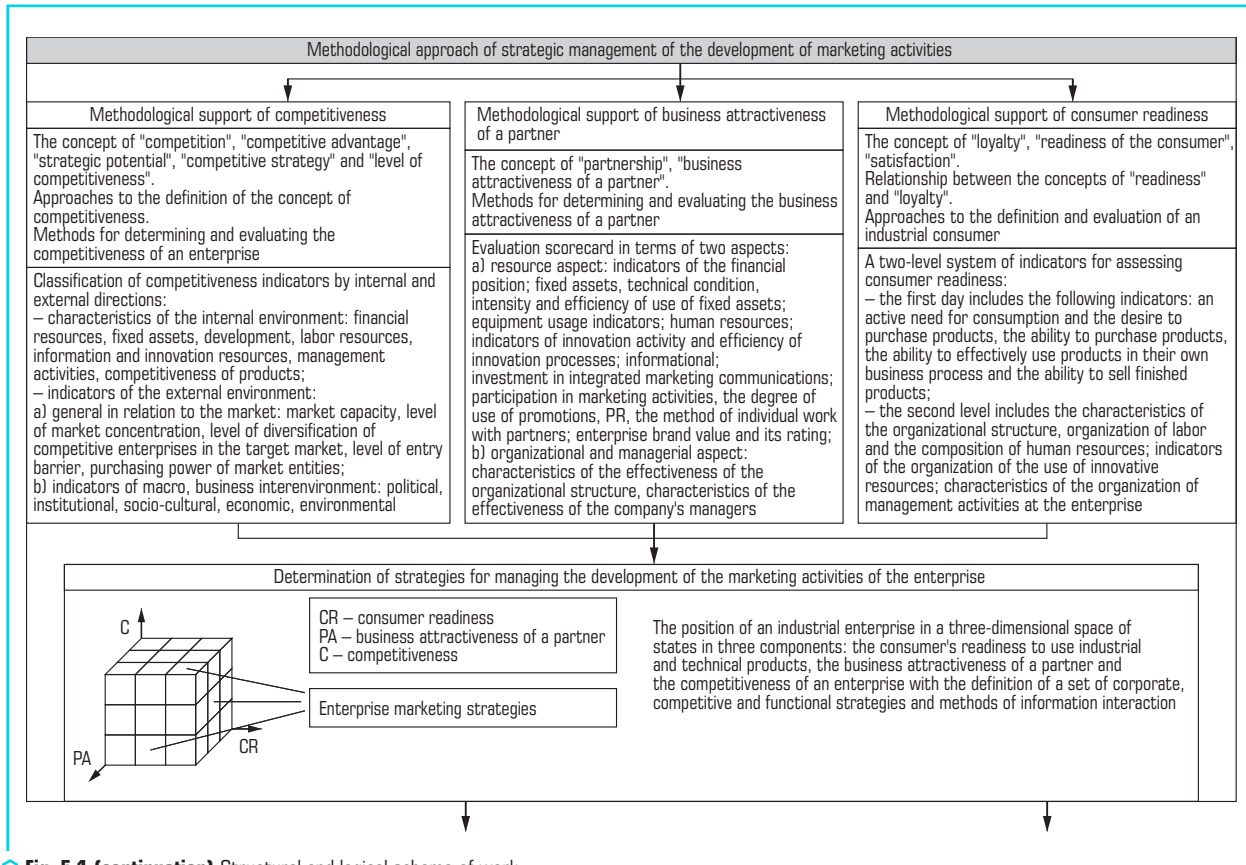 Methodological approach of strategic management of the development of marketing activities
Methodological support of competitiveness
The concept of "competition", "competitive advantage",
"strategic potential", "competitive strategy" and "level of
competitiveness".
Approaches to the definition of the concept of
competitiveness.
Methods for determining and evaluating the
competitiveness of an enterprise
Classification of competitiveness indicators by internal and
external directions:
– characteristics of the internal environment: financial
resources, fixed assets, development, labor resources,
information and innovation resources, management
activities, competitiveness of products;
– indicators of the external environment:
a) general in relation to the market: market capacity, level
of market concentration, level of diversification of
competitive enterprises in the target market, level of entry
barrier, purchasing power of market entities;
b) indicators of macro, business interenvironment: political,
institutional, socio-cultural, economic, environmental
Methodological support of business attractiveness
of a partner
The concept of "partnership", "business
attractiveness of a partner".
Methods for determining and evaluating the business
attractiveness of a partner
Evaluation scorecard in terms of two aspects:
a) resource aspect: indicators of the financial
position; fixed assets, technical condition,
intensity and efficiency of use of fixed assets;
equipment usage indicators; human resources;
indicators of innovation activity and efficiency of
innovation processes; informational;
investment in integrated marketing communications;
participation in marketing activities, the degree of
use of promotions, PR, the method of individual work
with partners; enterprise brand value and its rating;
b) organizational and managerial aspect:
characteristics of the effectiveness of the
organizational structure, characteristics of the
effectiveness of the company's managers
Methodological support of consumer readiness
The concept of "loyalty", "readiness of the consumer",
"satisfaction".
Relationship between the concepts of "readiness"
and "loyalty".
Approaches to the definition and evaluation of an
industrial consumer
A two-level system of indicators for assessing
consumer readiness:
– the first day includes the following indicators: an
active need for consumption and the desire to
purchase products, the ability to purchase products,
the ability to effectively use products in their own
business process and the ability to sell finished
products;
– the second level includes the characteristics of
the organizational structure, organization of labor
and the composition of human resources; indicators
of the organization of the use of innovative
resources; characteristics of the organization of
management activities at the enterprise
Determination of strategies for managing the development of the marketing activities of the enterprise
C
CR
PA
CR – consumer readiness
PA – business attractiveness of a partner
C – competitiveness
Enterprise marketing strategies
The position of an industrial enterprise in a three-dimensional space of
states in three components: the consumer's readiness to use industrial
and technical products, the business attractiveness of a partner and
the competitiveness of an enterprise with the definition of a set of corporate,
competitive and functional strategies and methods of information interaction